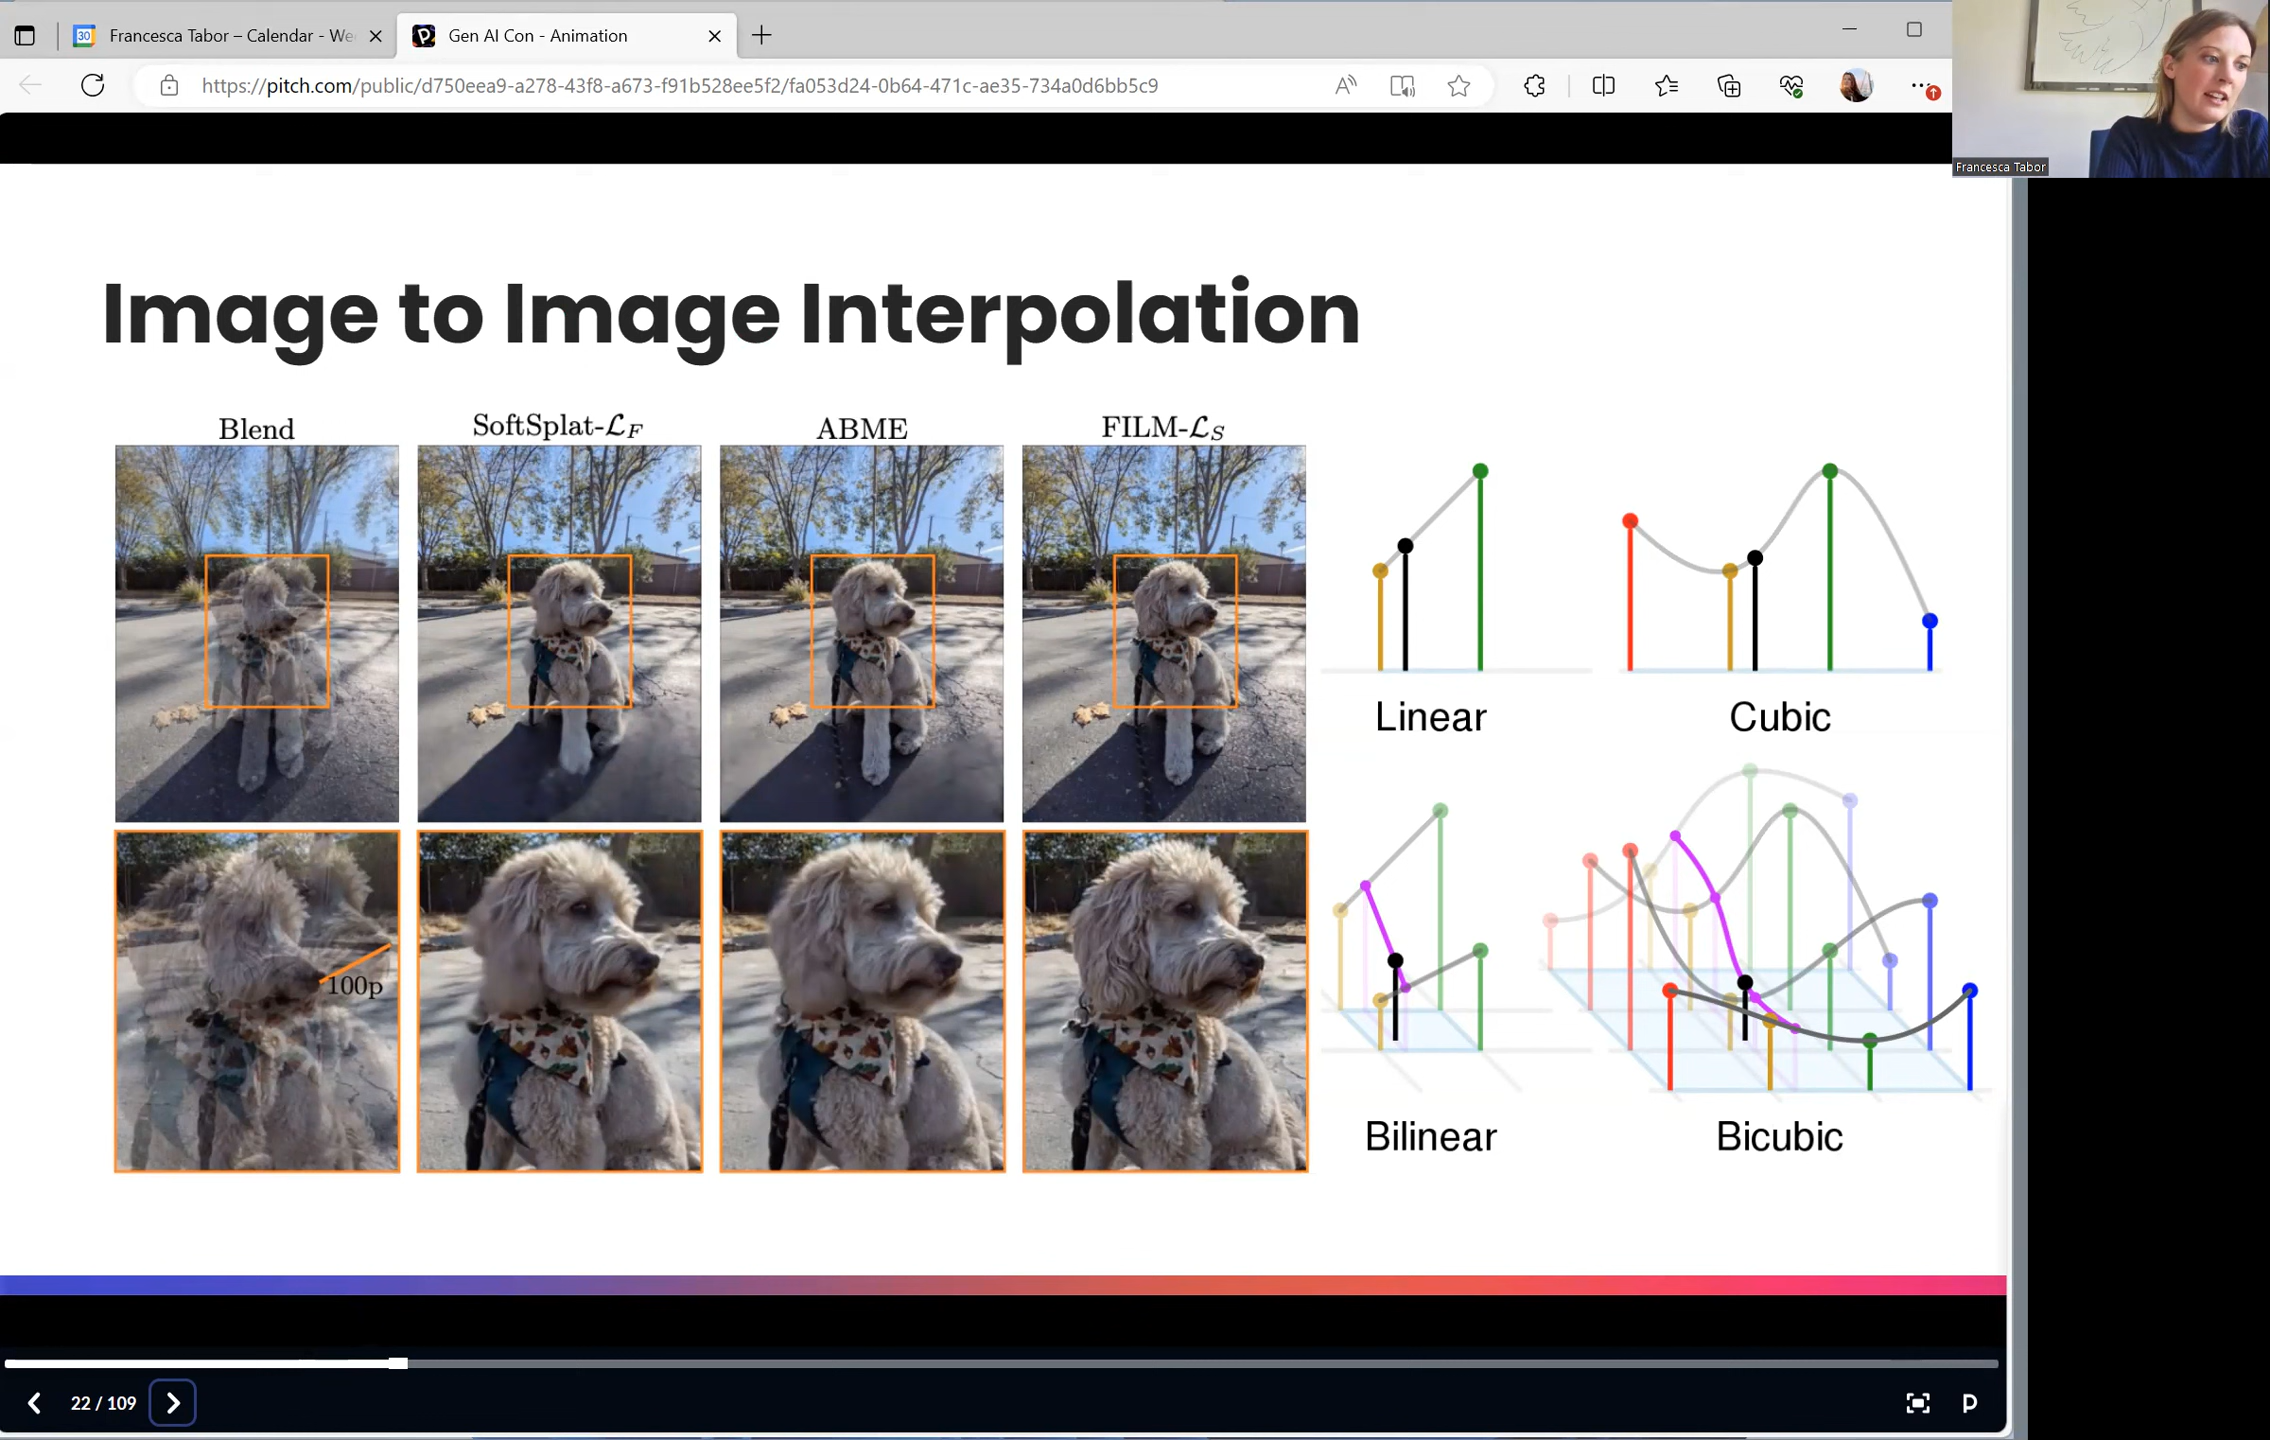 30
Francesca Tabor – Calendar - We
Gen AI Con - Animation
https://pitch.com/public/d750eea9-a278-43f8-a673-f91b528ee5f2/fa053d24-0b64-471c-ae35-734a0d6bb5c9
Francesca Tabor
Image to Image Interpolation
Blend
SoftSplat-ℒF
ABME
FILM-ℒS
100p
Linear
Cubic
Bilinear
Bicubic
22 / 109